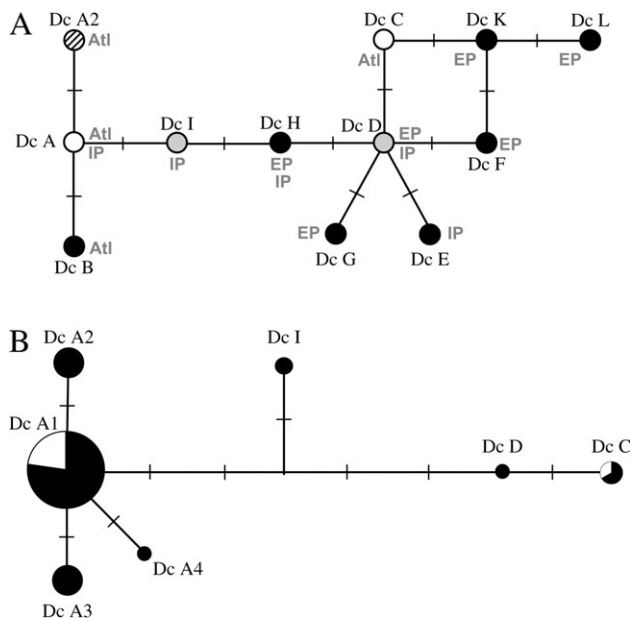 A
Dc A2
Dc C
Dc K
Dc L
Atl
Atl
EP
EP
Dc A
Atl
IP
Dc I
IP
Dc H
EP
IP
Dc D
EP
IP
EP
Dc F
Atl
Dc B
EP
Dc G
IP
Dc E
B
Dc A2
Dc I
Dc A1
Dc D
Dc C
Dc A4
Dc A3